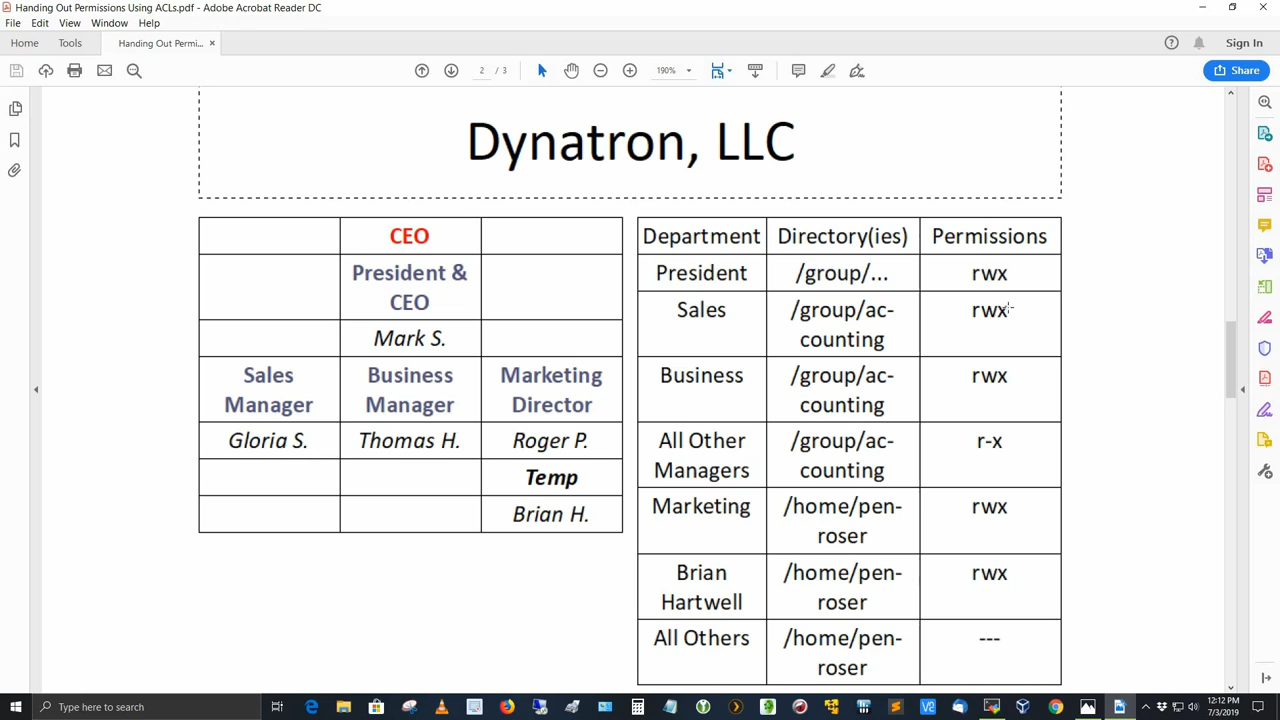 Handing Out Permissions Using ACLs.pdf - Adobe Acrobat Reader DC
File Edit View Window Help
Home Tools Handing Out Permi... ×
Sign In
2 / 3
190%
Share
Dynatron, LLC
CEO
President &
CEO
Mark S.
Sales
Manager
Business
Manager
Marketing
Director
Gloria S. Thomas H. Roger P.
Temp
Brian H.
Department Directory(ies) Permissions
President /group/... rwx
Sales /group/ac- rwx
counting
Business /group/ac- rwx
counting
All Other /group/ac- r-x
Managers counting
Marketing /home/pen- rwx
roser
Brian /home/pen- rwx
Hartwell roser
All Others /home/pen- ---
roser
Type here to search
12:12 PM
7/3/2019